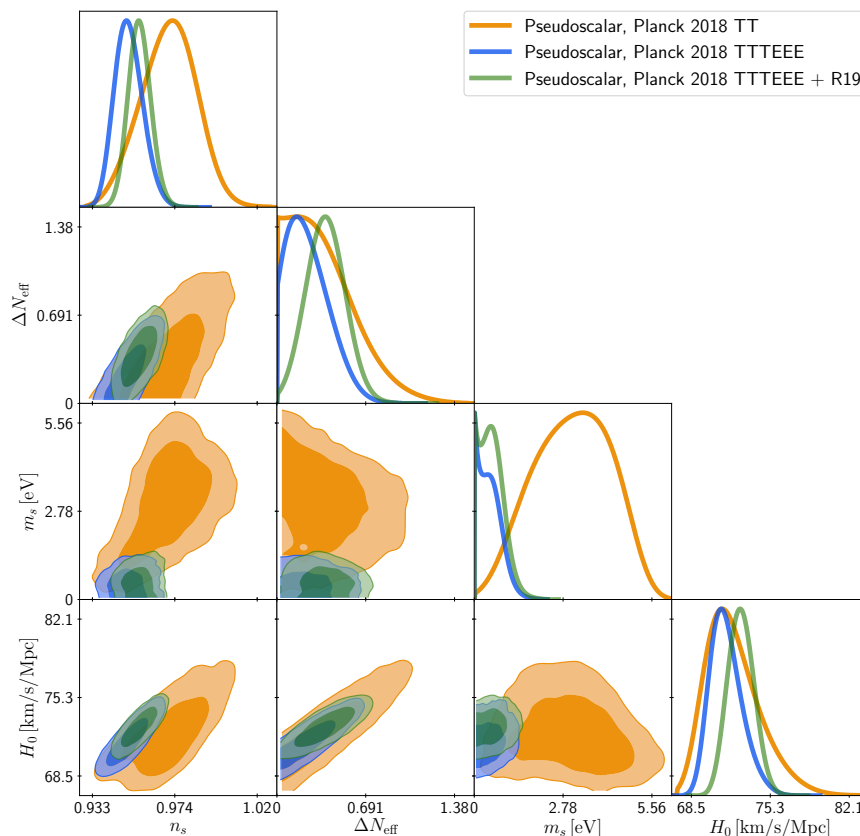 Pseudoscalar, Planck 2018 TT
Pseudoscalar, Planck 2018 TTTEEE
Pseudoscalar, Planck 2018 TTTEEE + R19
1.38
0.691
0
ΔN_eff
5.56
2.78
0
m_s [eV]
82.1
75.3
68.5
H_0 [km/s/Mpc]
0.933 0.974 1.02 0 0.691 1.38 0 2.78 5.56 68.5 75.3 82.1
n_s ΔN_eff m_s [eV] H_0 [km/s/Mpc]